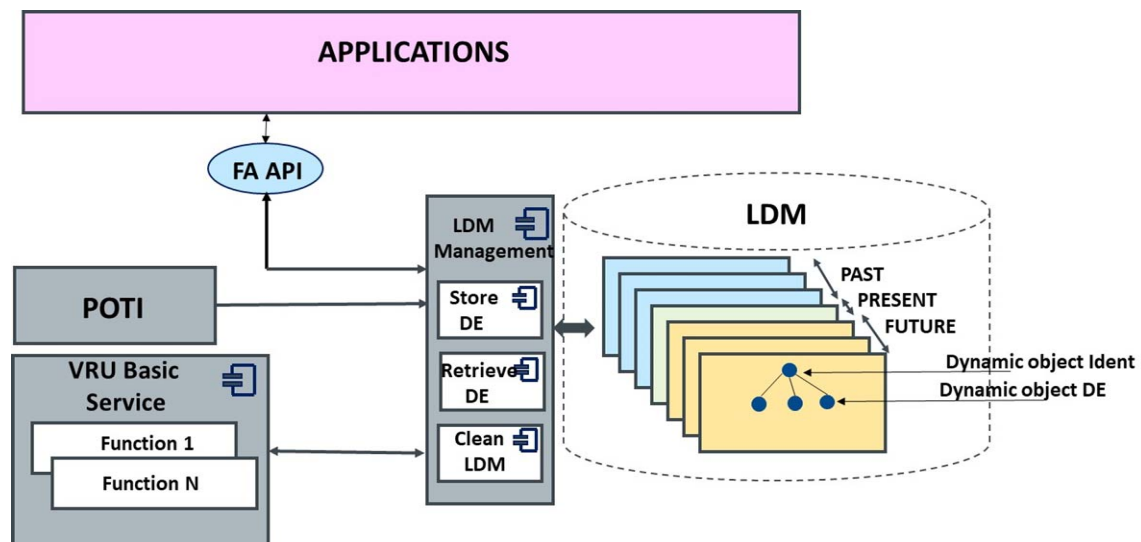 APPLICATIONS
FA API
LDM
Management
Store
DE
Retrieve
DE
Clean
LDM
POTI
VRU Basic
Service
Function 1
Function N
LDM
PAST
PRESENT
FUTURE
Dynamic object Ident
Dynamic object DE